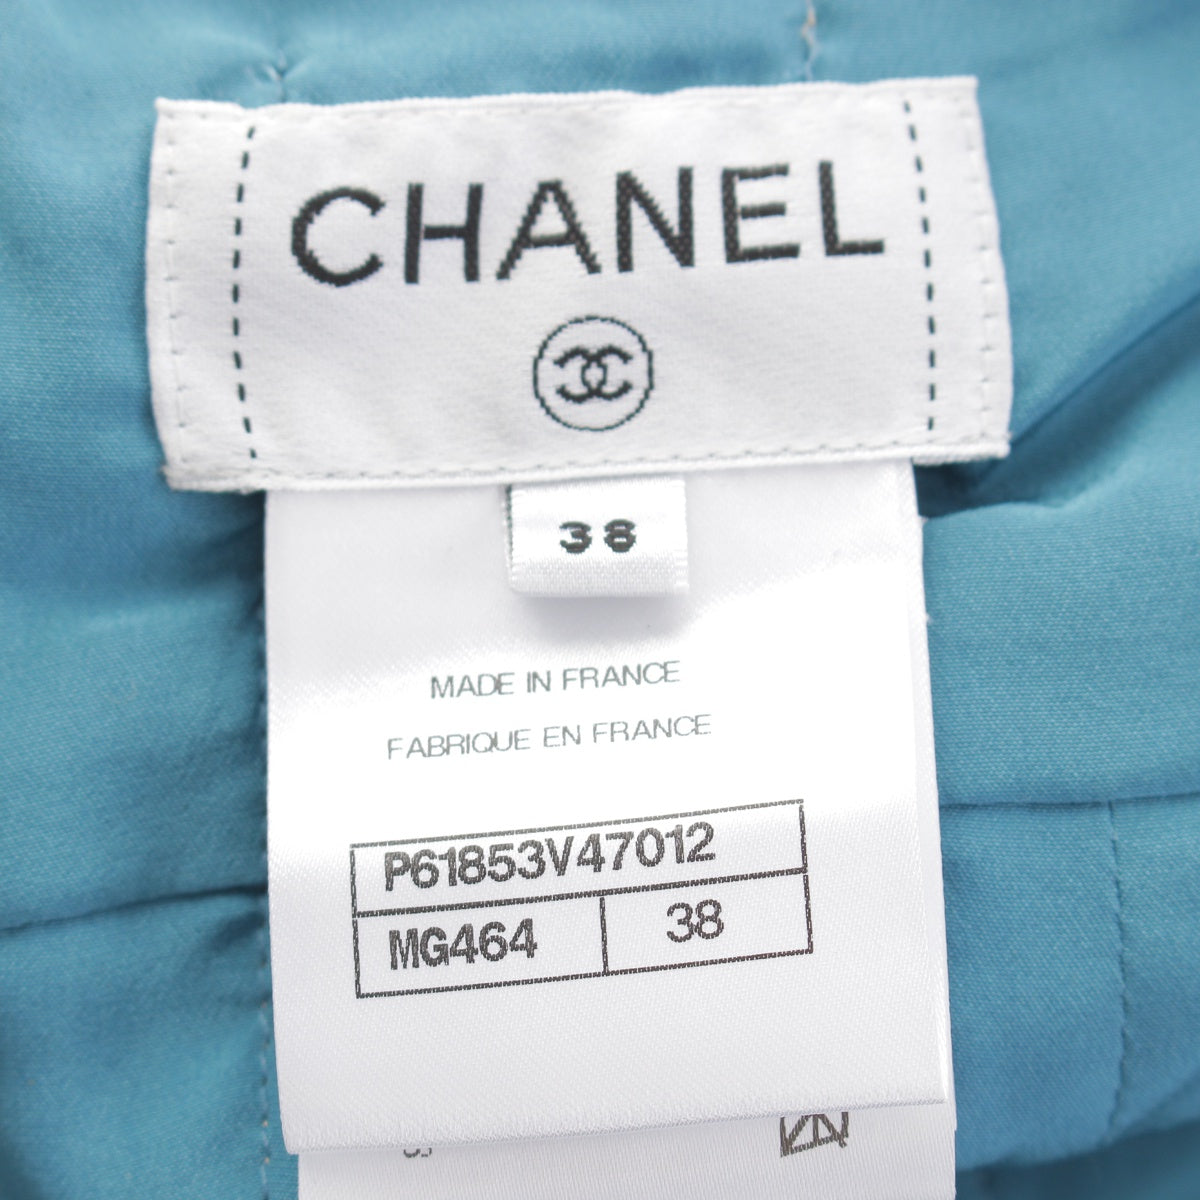 CHANEL
38
MADE IN FRANCE
FABRIQUE EN FRANCE
P61853V47012
MG464 38